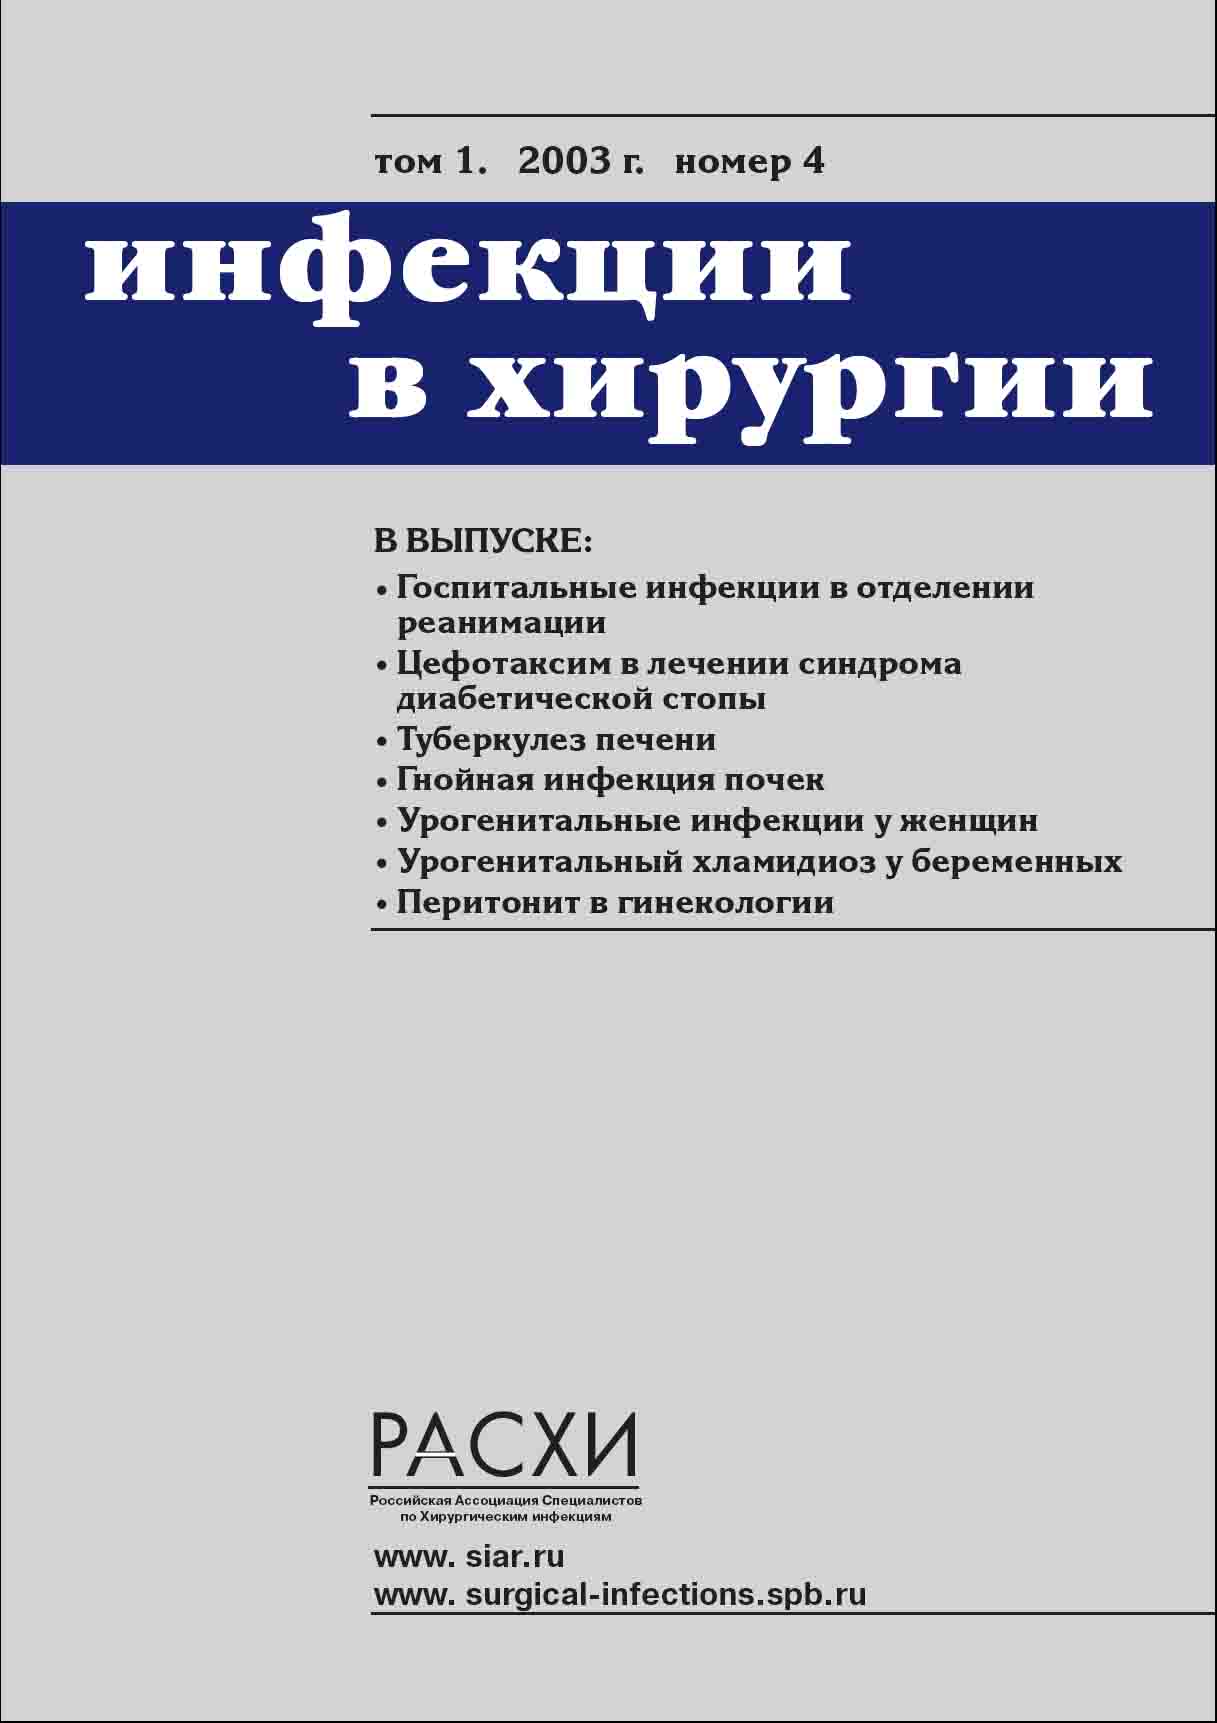 том 1. 2003 г. номер 4
инфекции
в хирургии
В ВЫПУСКЕ:
• Госпитальные инфекции в отделении
реанимации
• Цефотаксим в лечении синдрома
диабетической стопы
• Туберкулез печени
• Гнойная инфекция почек
• Урогенитальные инфекции у женщин
• Урогенитальный хламидиоз у беременных
• Перитонит в гинекологии
РАСХИ
Российская Ассоциация Специалистов
по Хирургическим инфекциям
www. siar.ru
www. surgical-infections.spb.ru